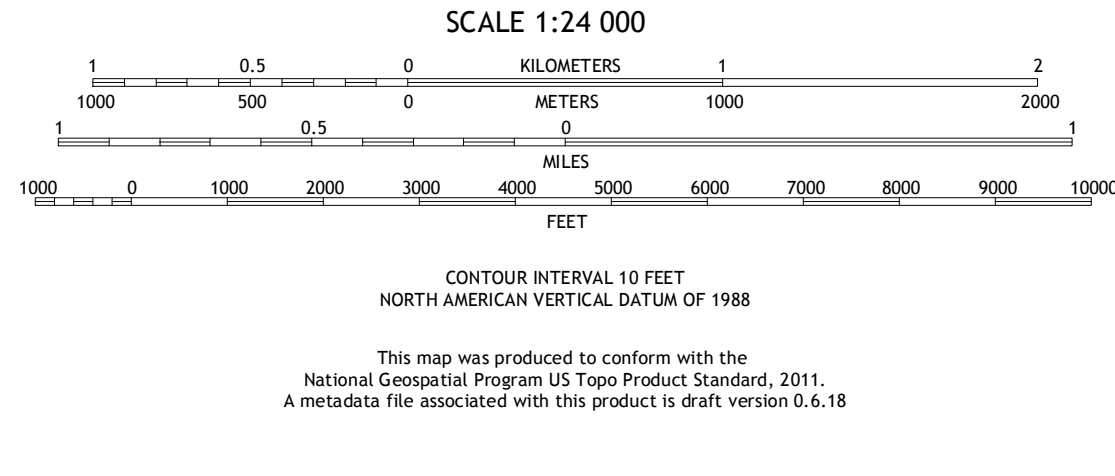 SCALE 1:24 000
1 0.5 0 KILOMETERS 1 2
1000 500 0 METERS 1000 2000
1 0.5 0 1
MILES
1000 0 1000 2000 3000 4000 5000 6000 7000 8000 9000 10000
FEET
CONTOUR INTERVAL 10 FEET
NORTH AMERICAN VERTICAL DATUM OF 1988
This map was produced to conform with the
National Geospatial Program US Topo Product Standard, 2011.
A metadata file associated with this product is draft version 0.6.18